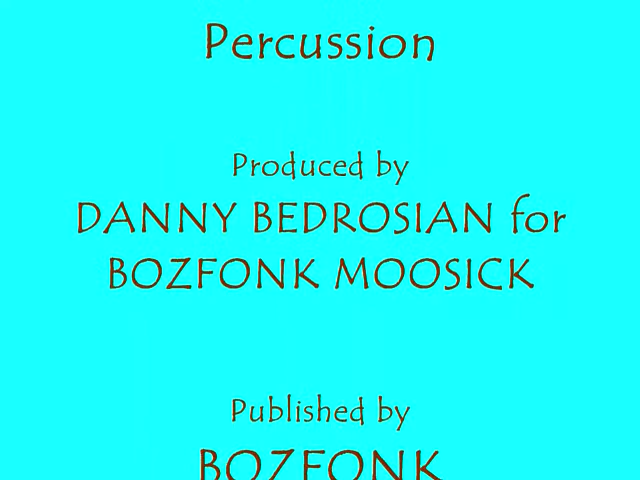 Percussion
Produced by
DANNY BEDROSIAN for
BOZFONK MOOSICK
Published by
BOZFONK